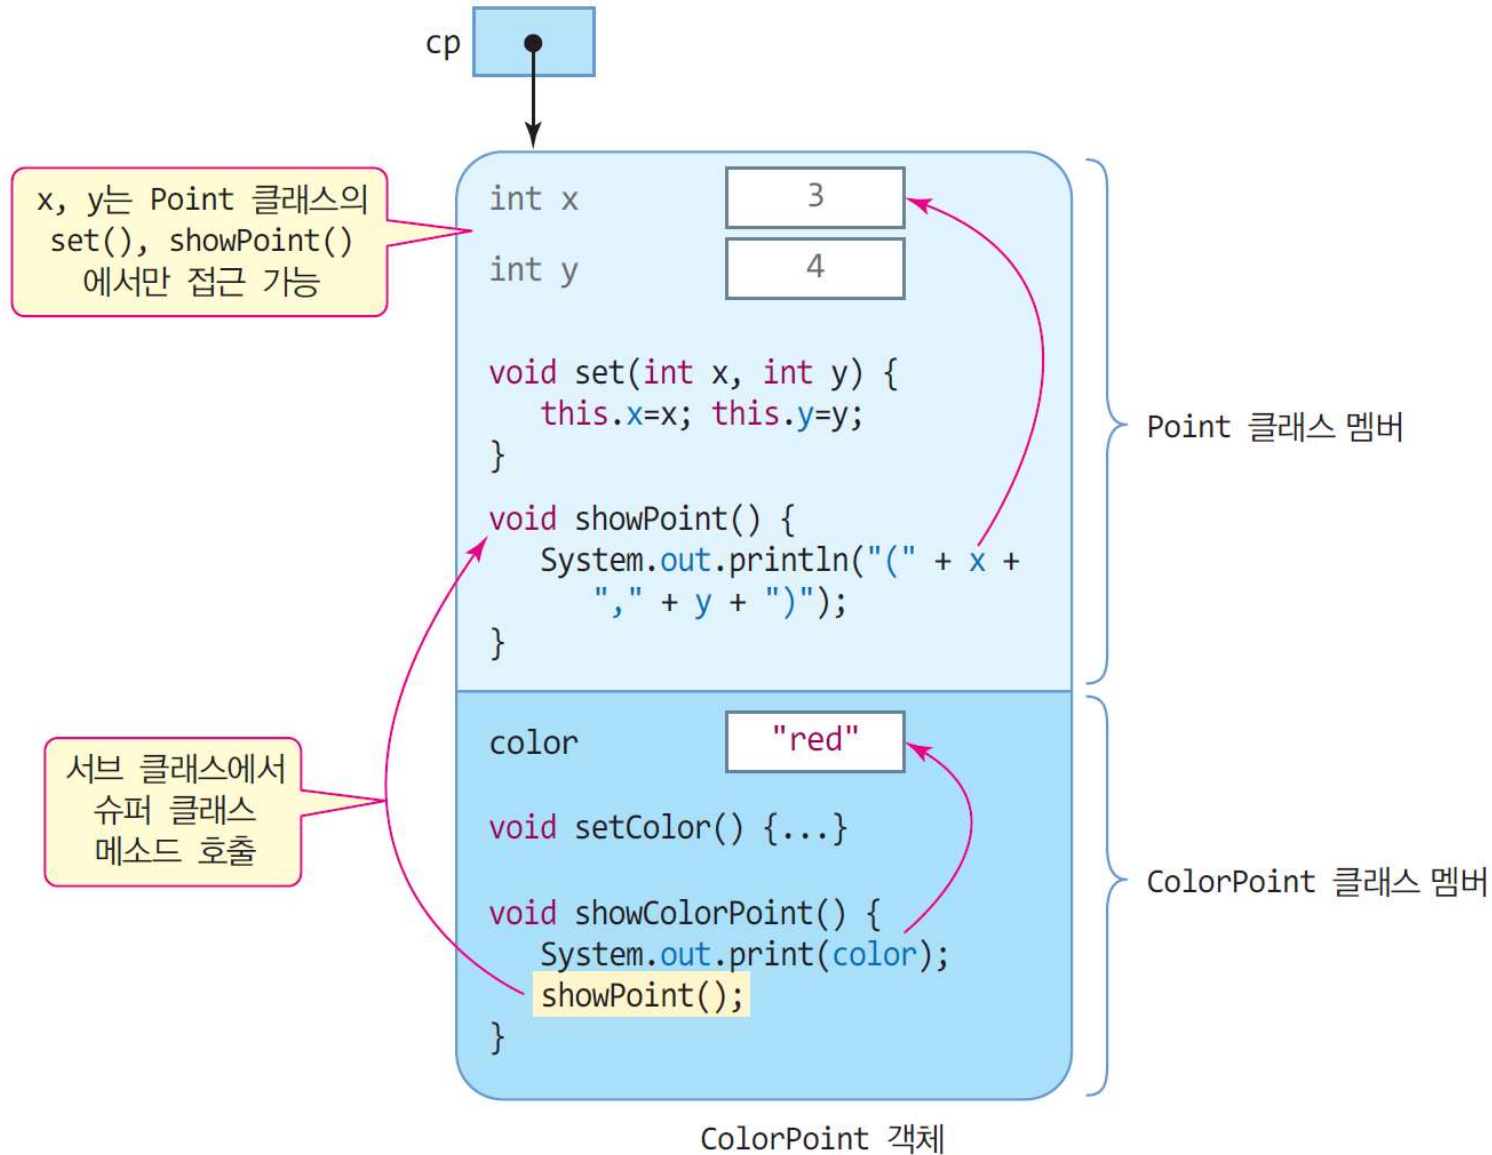 cp
x, y는 Point 클래스의
set(), showPoint()
에서만 접근 가능
int x
3
int y
4
void set(int x, int y) {
this.x=x; this.y=y;
}
void showPoint() {
System.out.println("(" + x +
"," + y + ")");
}
Point 클래스 멤버
서브 클래스에서
슈퍼 클래스
메소드 호출
color
"red"
void setColor() {...}
void showColorPoint() {
System.out.print(color);
showPoint();
}
ColorPoint 클래스 멤버
ColorPoint 객체